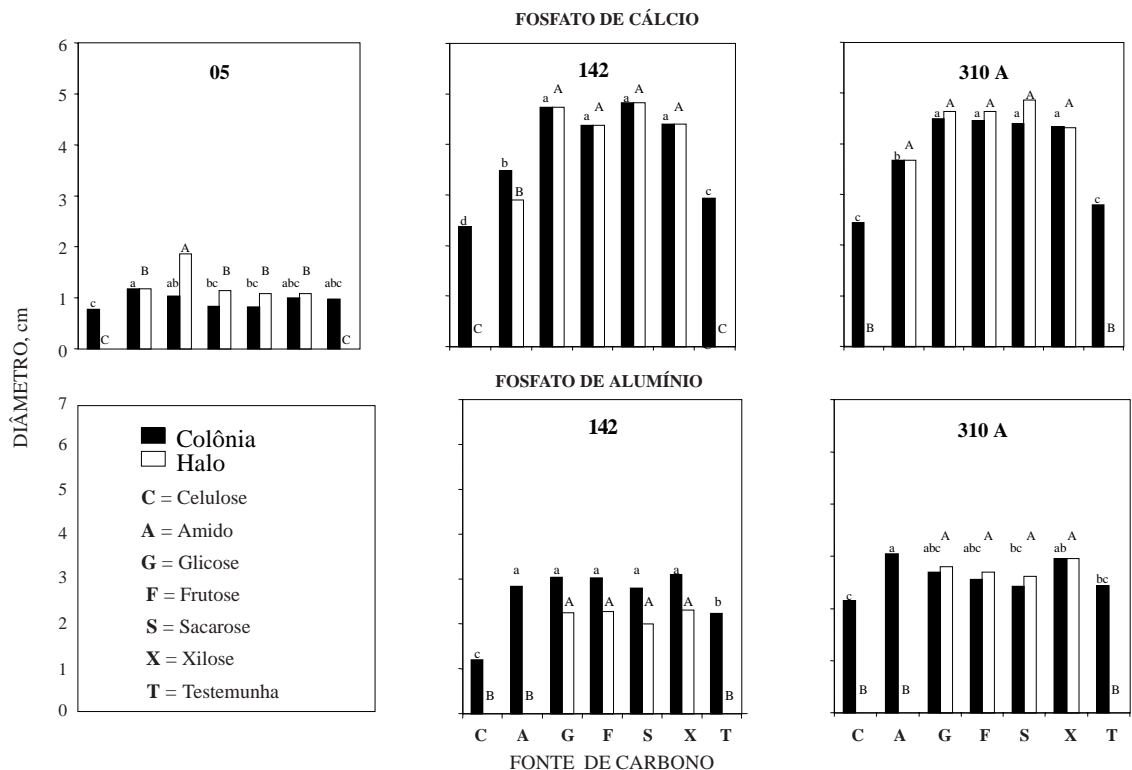 FOSFATO DE CÁLCIO
6
5
4
3
2
1
0
05
c
C
a
B
ab
A
bc
B
bc
B
abc
B
abc
C
142
d
C
b
B
a
A
a
A
a
A
a
A
c
C
310 A
c
B
b
A
a
A
a
A
a
A
a
A
c
B
DIÂMETRO, cm
FOSFATO DE ALUMÍNIO
7
6
5
4
3
2
1
0
Colônia
Halo
C = Celulose
A = Amido
G = Glicose
F = Frutose
S = Sacarose
X = Xilose
T = Testemunha
142
c
B
a
B
a
A
a
A
a
A
a
A
b
B
310 A
c
B
a
B
abc
A
abc
A
bc
A
ab
A
bc
B
C A G F S X T
C A G F S X T
FONTE DE CARBONO